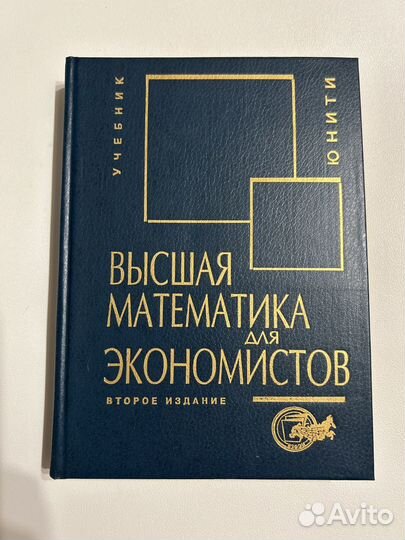 УЧЕБНИК
ЮНИТИ
ВЫСШАЯ
МАТЕМАТИКА
для
ЭКОНОМИСТОВ
ВТОРОЕ ИЗДАНИЕ
Avito